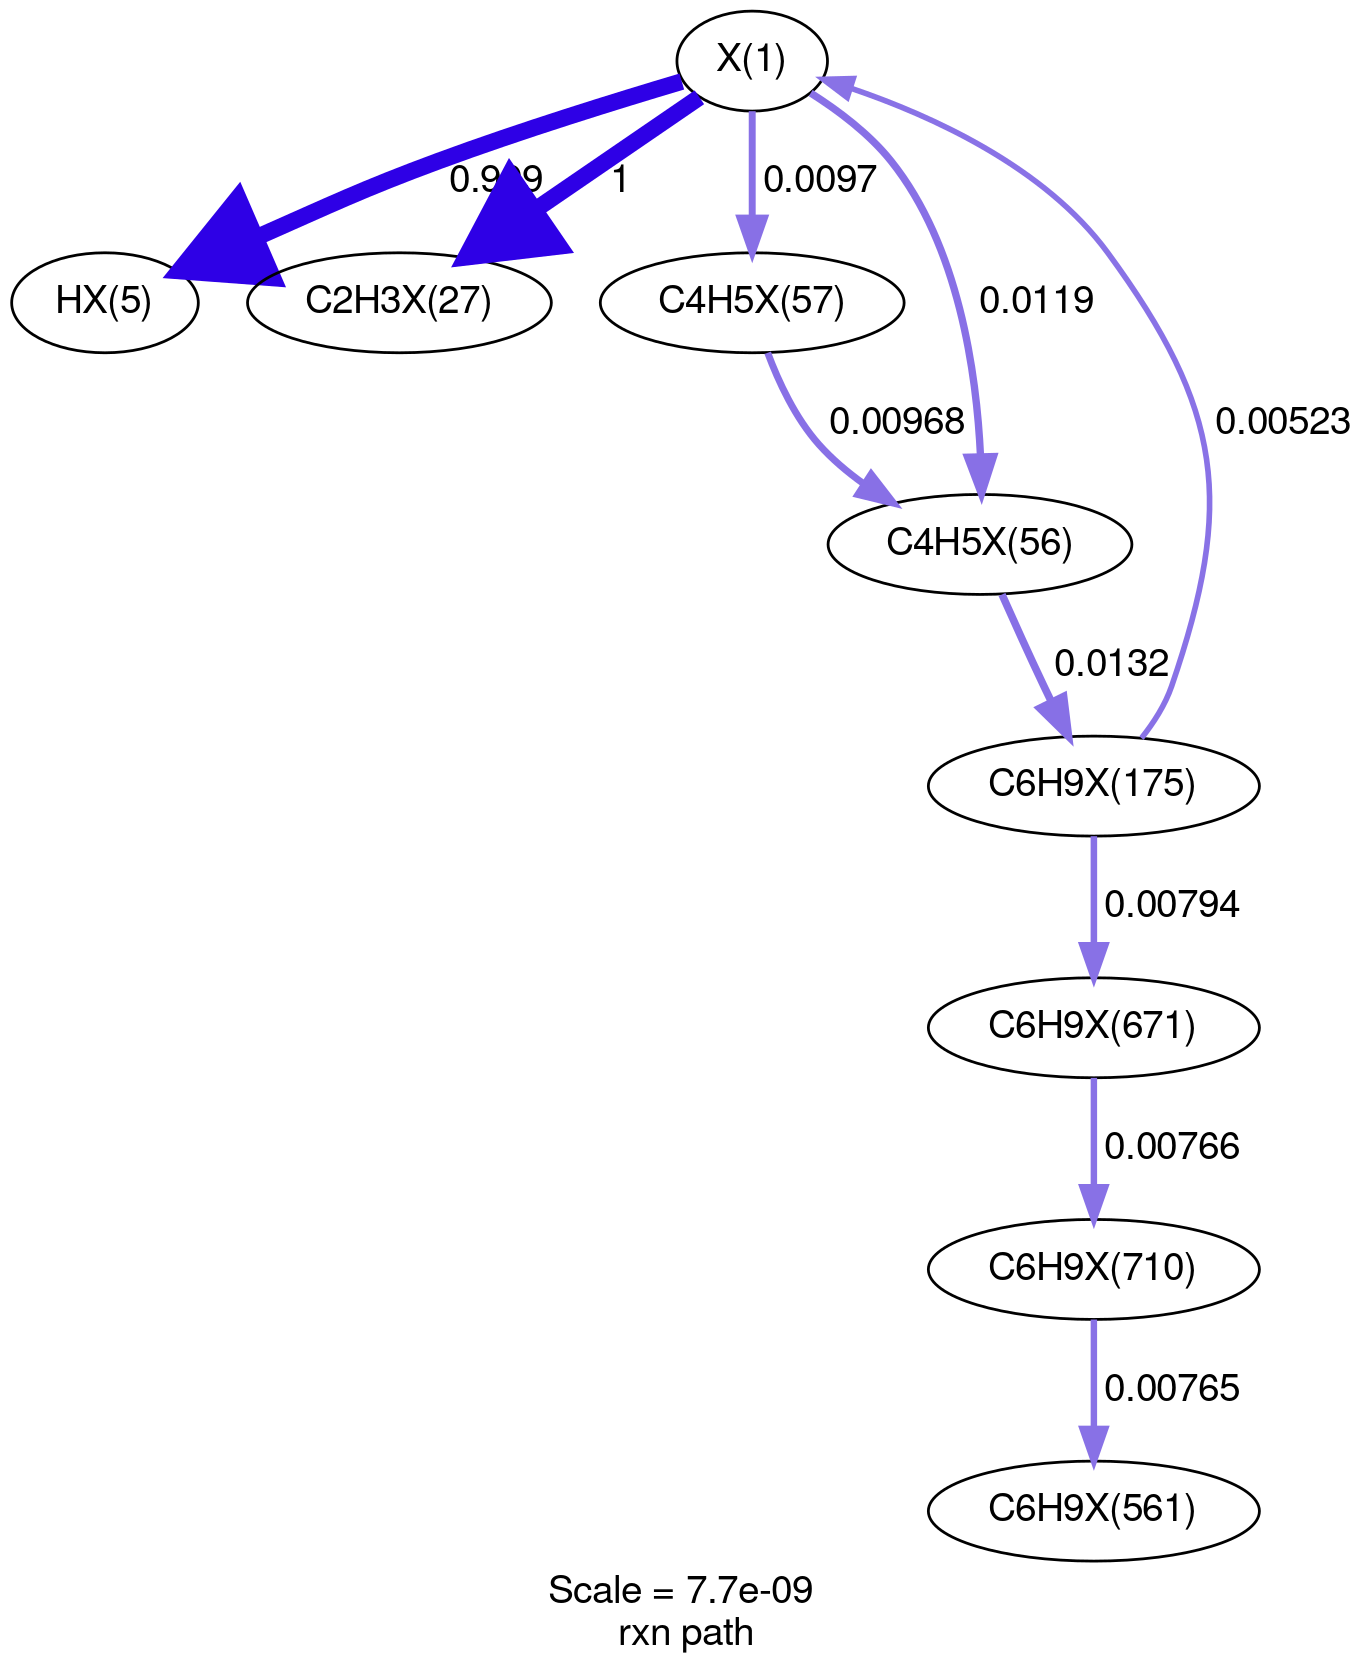 X(1)
0.999
1
0.0097
HX(5)
C2H3X(27)
C4H5X(57)
0.0119
0.00968
0.00523
C4H5X(56)
0.0132
C6H9X(175)
0.00794
C6H9X(671)
0.00766
C6H9X(710)
0.00765
C6H9X(561)
Scale = 7.7e-09
rxn path